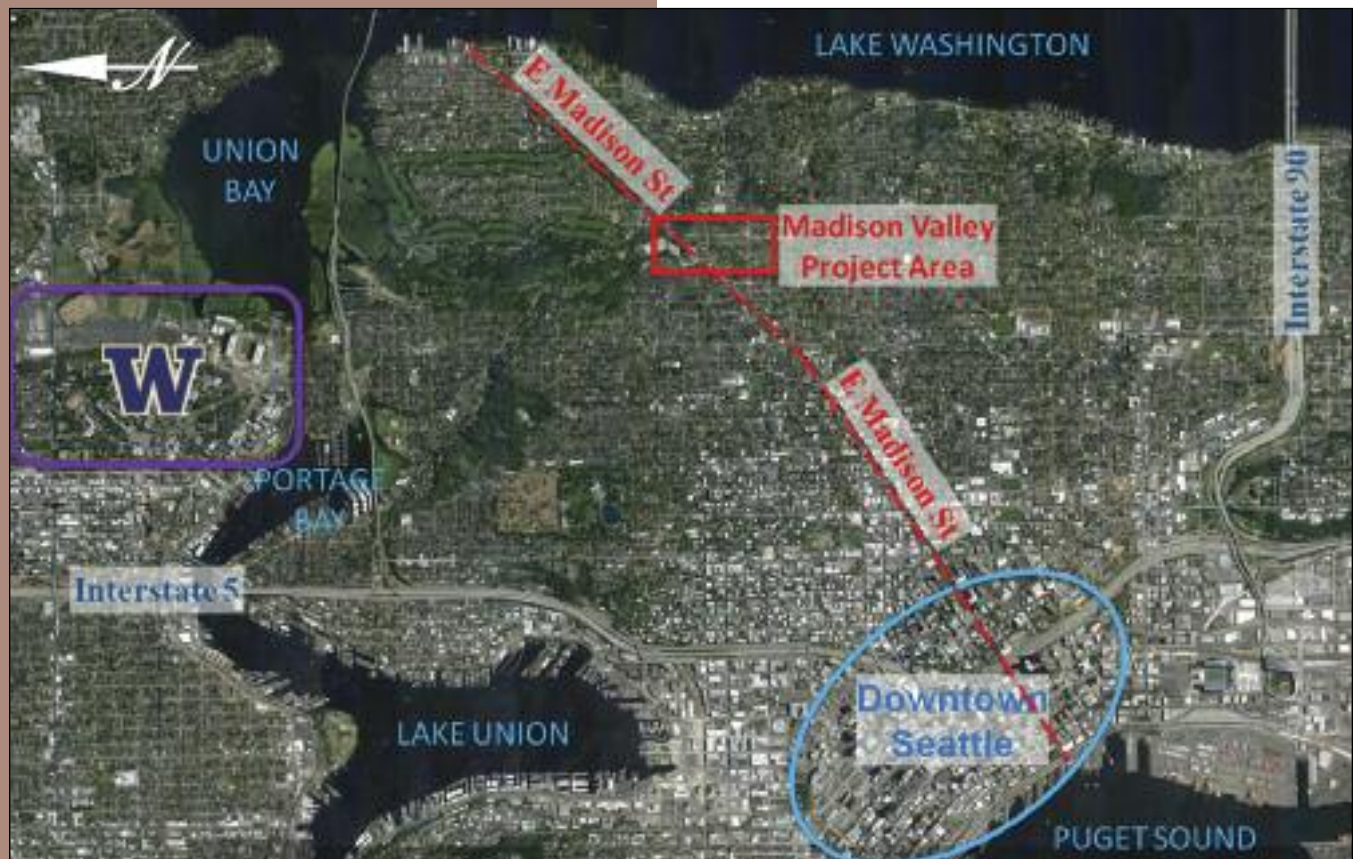 LAKE WASHINGTON
N
E Madison St
UNION
BAY
Madison Valley
Project Area
Interstate 90
W
E Madison St
PORTAGE
BAY
Interstate 5
Downtown
Seattle
LAKE UNION
PUGET SOUND